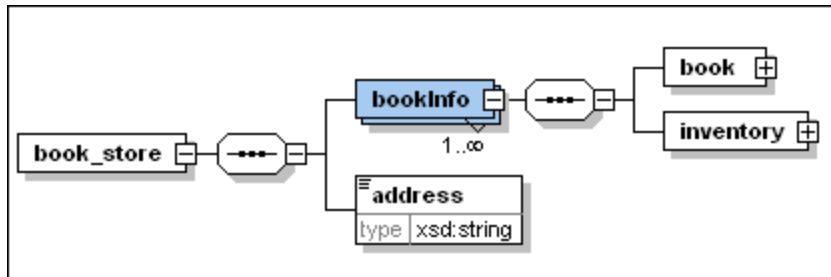 book_store
bookInfo
1..∞
book
inventory
address
type xsd:string